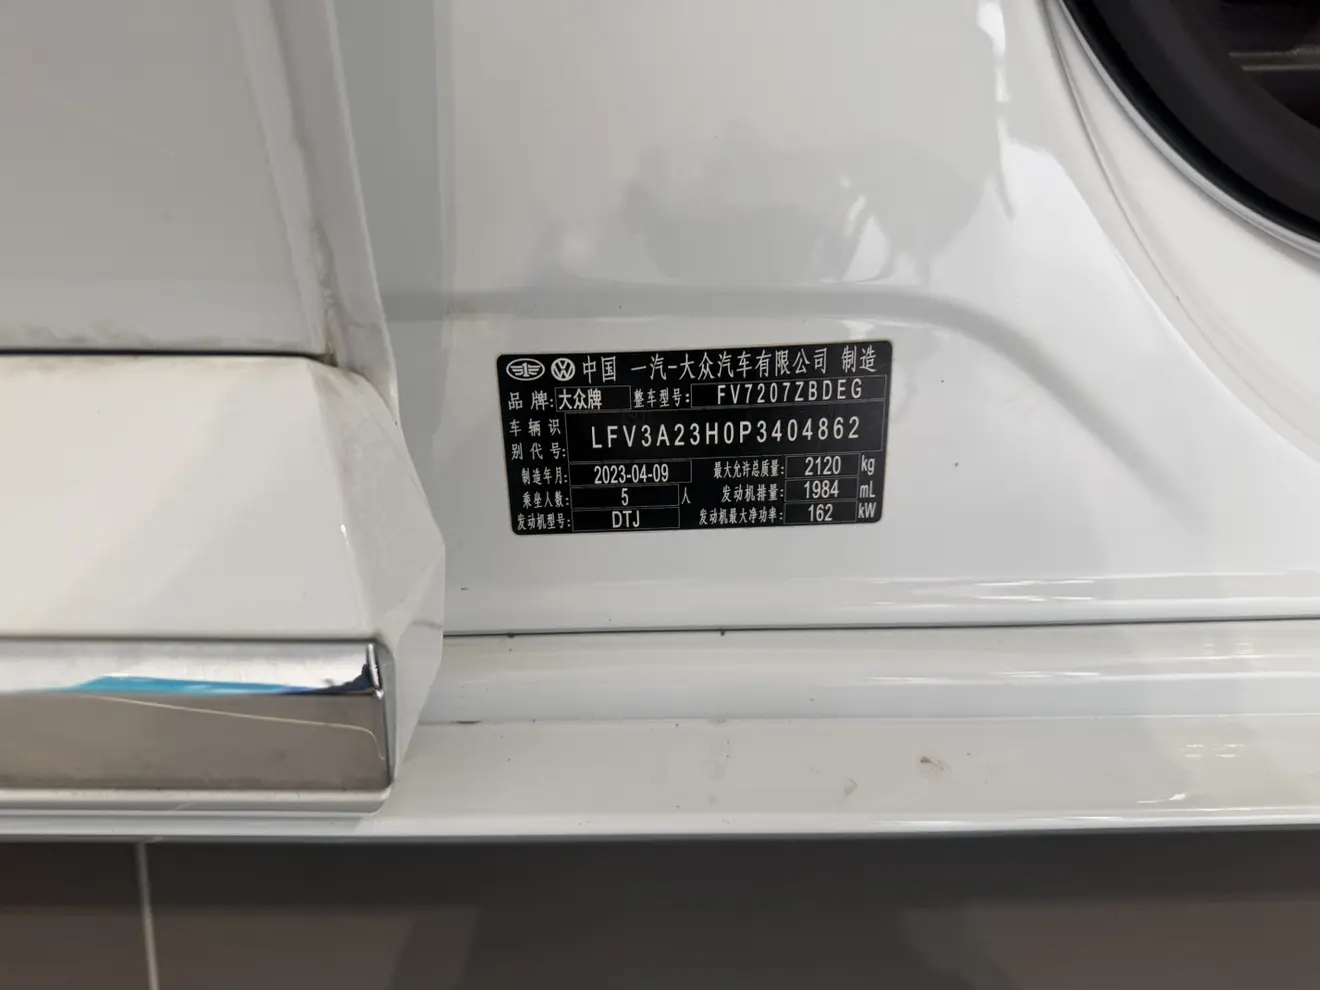 中国 一汽-大众汽车有限公司 制造
品 牌: 大众牌 整车型号: FV7207ZBDEG
车 辆 识
别 代 号: LFV3A23H0P3404862
制造年月: 2023-04-09 最大允许总质量: 2120 kg
乘坐人数: 5 人 发动机排量: 1984 mL
发动机型号: DTJ 发动机最大净功率: 162 kW